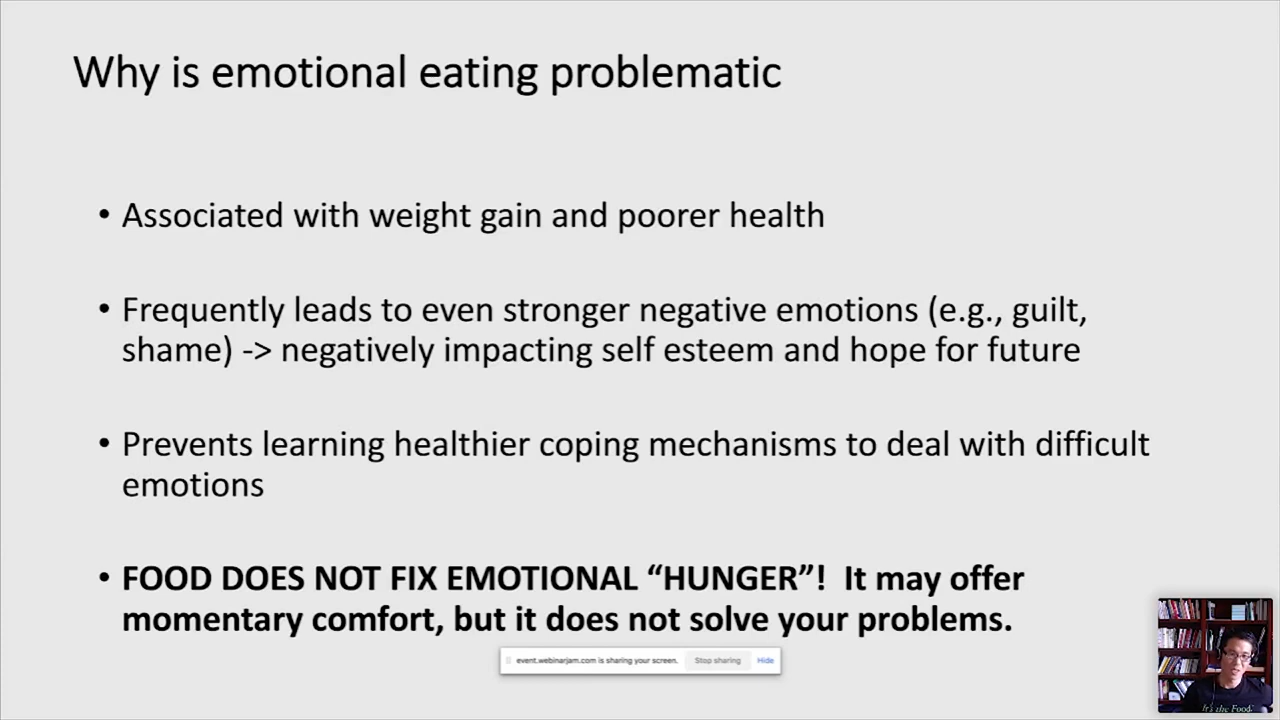 Why is emotional eating problematic
• Associated with weight gain and poorer health
• Frequently leads to even stronger negative emotions (e.g., guilt,
shame) -> negatively impacting self esteem and hope for future
• Prevents learning healthier coping mechanisms to deal with difficult
emotions
• FOOD DOES NOT FIX EMOTIONAL “HUNGER”!  It may offer
momentary comfort, but it does not solve your problems.
event.webinarjam.com is sharing your screen. Stop sharing Hide
It's the Food.